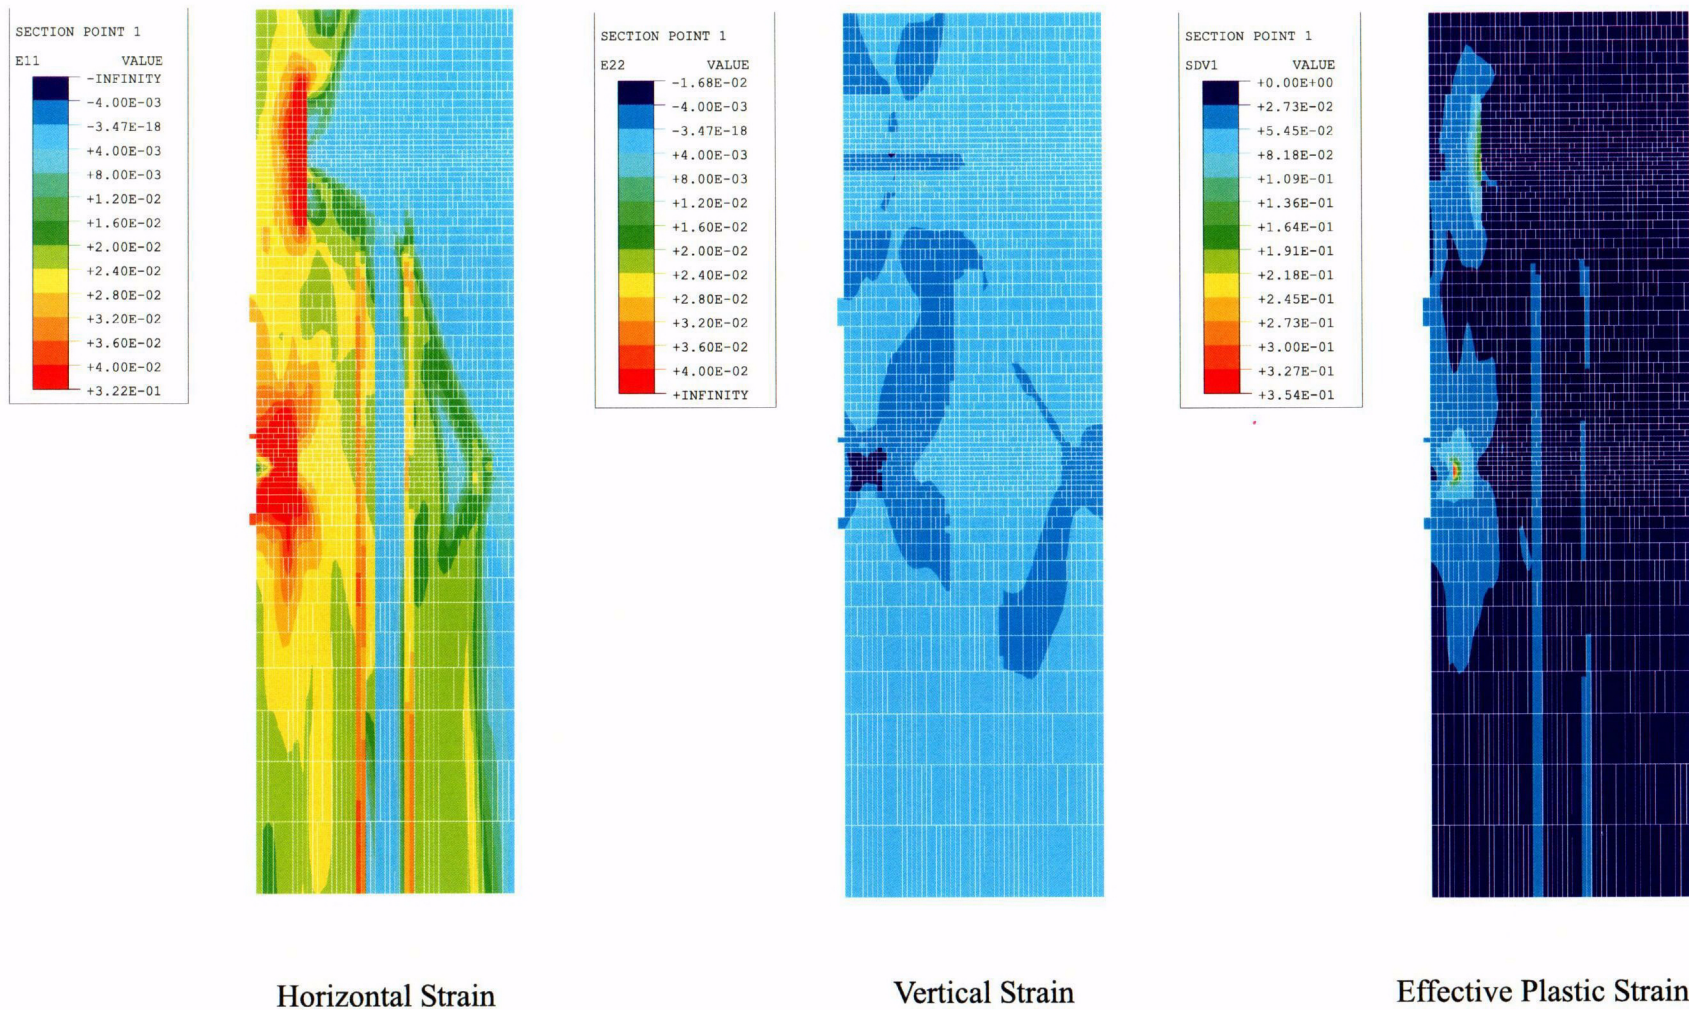 SECTION POINT 1
E11 VALUE
-INFINITY
-4.00E-03
-3.47E-18
+4.00E-03
+8.00E-03
+1.20E-02
+1.60E-02
+2.00E-02
+2.40E-02
+2.80E-02
+3.20E-02
+3.60E-02
+4.00E-02
+3.22E-01
SECTION POINT 1
E22 VALUE
-1.68E-02
-4.00E-03
-3.47E-18
+4.00E-03
+8.00E-03
+1.20E-02
+1.60E-02
+2.00E-02
+2.40E-02
+2.80E-02
+3.20E-02
+3.60E-02
+4.00E-02
+INFINITY
SECTION POINT 1
SDV1 VALUE
+0.00E+00
+2.73E-02
+5.45E-02
+8.18E-02
+1.09E-01
+1.36E-01
+1.64E-01
+1.91E-01
+2.18E-01
+2.45E-01
+2.73E-01
+3.00E-01
+3.27E-01
+3.54E-01
Horizontal Strain
Vertical Strain
Effective Plastic Strain